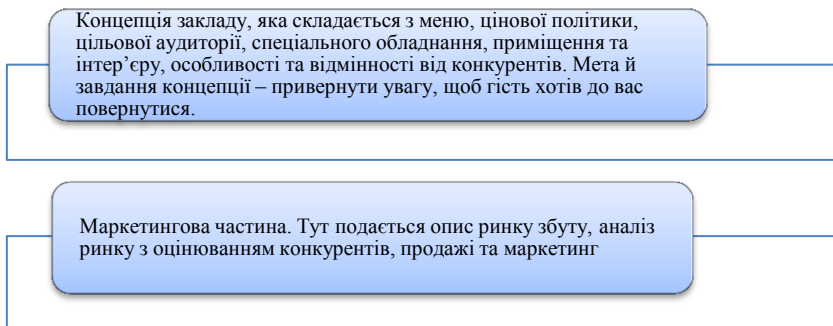 Концепція закладу, яка складається з меню, цінової політики,
цільової аудиторії, спеціального обладнання, приміщення та
інтер’єру, особливості та відмінності від конкурентів. Мета й
завдання концепції – привернути увагу, щоб гість хотів до вас
повернутися.
Маркетингова частина. Тут подається опис ринку збуту, аналіз
ринку з оцінюванням конкурентів, продажі та маркетинг